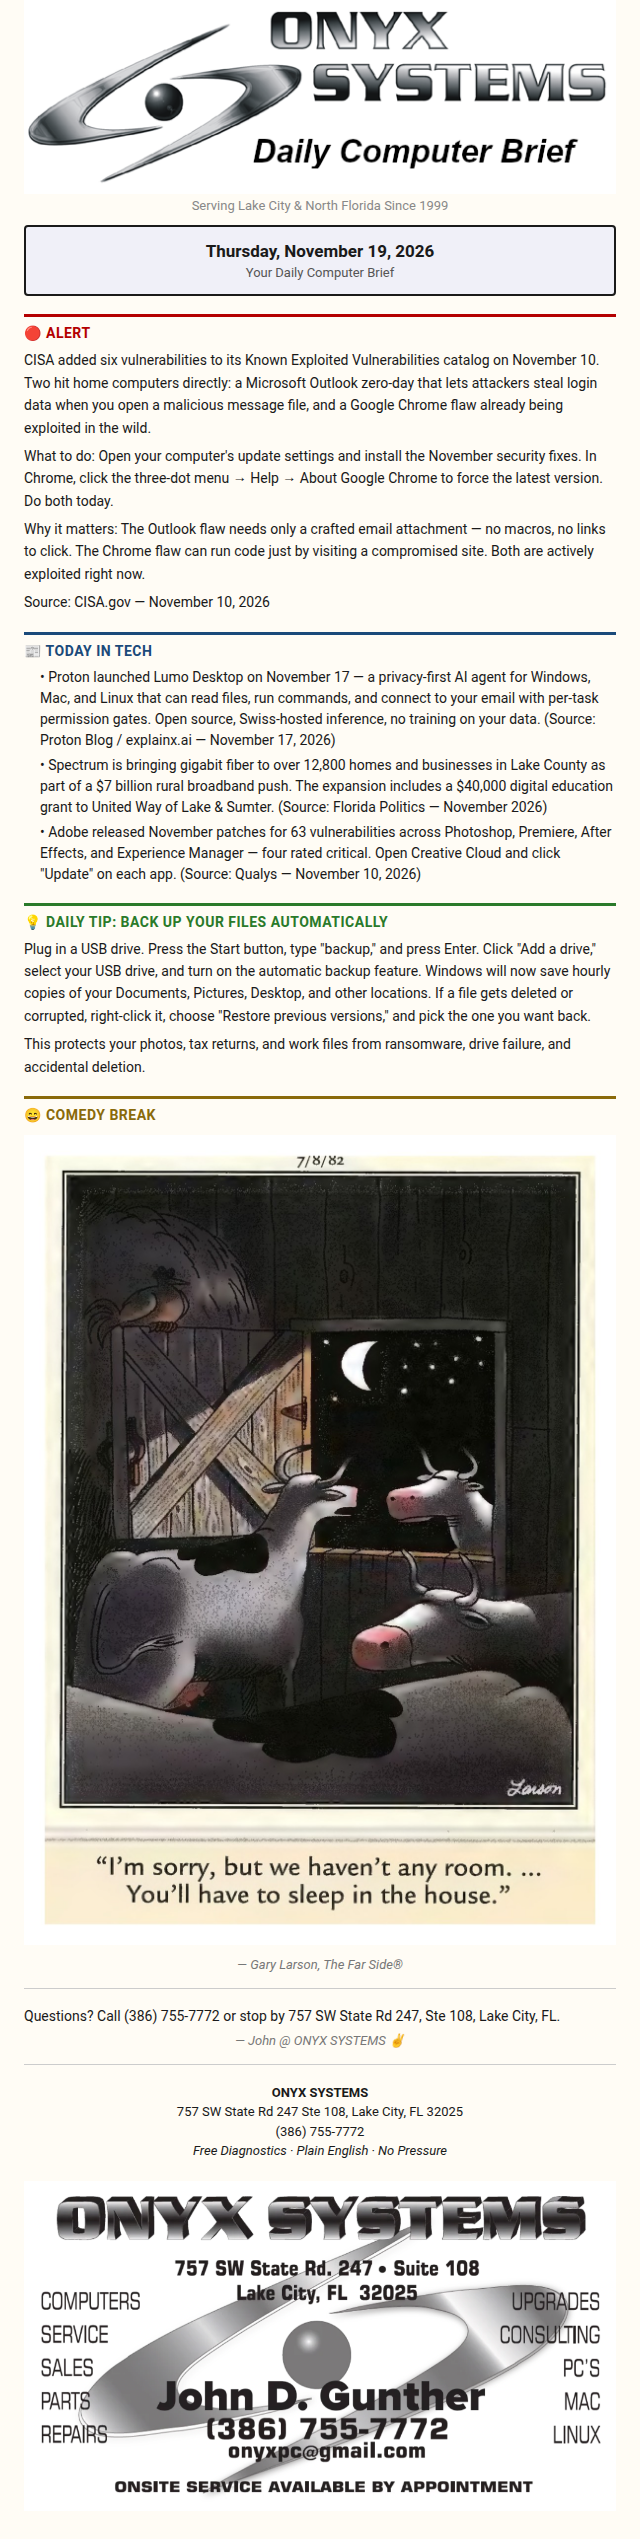 ONYX
SYSTEMS
Daily Computer Brief
Serving Lake City & North Florida Since 1999
Thursday, November 19, 2026
Your Daily Computer Brief
🔴 ALERT
CISA added six vulnerabilities to its Known Exploited Vulnerabilities catalog on November 10.
Two hit home computers directly: a Microsoft Outlook zero-day that lets attackers steal login
data when you open a malicious message file, and a Google Chrome flaw already being
exploited in the wild.
What to do: Open your computer's update settings and install the November security fixes. In
Chrome, click the three-dot menu → Help → About Google Chrome to force the latest version.
Do both today.
Why it matters: The Outlook flaw needs only a crafted email attachment — no macros, no links
to click. The Chrome flaw can run code just by visiting a compromised site. Both are actively
exploited right now.
Source: CISA.gov — November 10, 2026
📰 TODAY IN TECH
• Proton launched Lumo Desktop on November 17 — a privacy-first AI agent for Windows,
Mac, and Linux that can read files, run commands, and connect to your email with per-task
permission gates. Open source, Swiss-hosted inference, no training on your data. (Source:
Proton Blog / explainx.ai — November 17, 2026)
• Spectrum is bringing gigabit fiber to over 12,800 homes and businesses in Lake County as
part of a $7 billion rural broadband push. The expansion includes a $40,000 digital education
grant to United Way of Lake & Sumter. (Source: Florida Politics — November 2026)
• Adobe released November patches for 63 vulnerabilities across Photoshop, Premiere, After
Effects, and Experience Manager — four rated critical. Open Creative Cloud and click
"Update" on each app. (Source: Qualys — November 10, 2026)
💡 DAILY TIP: BACK UP YOUR FILES AUTOMATICALLY
Plug in a USB drive. Press the Start button, type "backup," and press Enter. Click "Add a drive,"
select your USB drive, and turn on the automatic backup feature. Windows will now save hourly
copies of your Documents, Pictures, Desktop, and other locations. If a file gets deleted or
corrupted, right-click it, choose "Restore previous versions," and pick the one you want back.
This protects your photos, tax returns, and work files from ransomware, drive failure, and
accidental deletion.
😄 COMEDY BREAK
7/8/82
Larson
“I’m sorry, but we haven’t any room. ...
You’ll have to sleep in the house.”
— Gary Larson, The Far Side®
Questions? Call (386) 755-7772 or stop by 757 SW State Rd 247, Ste 108, Lake City, FL.
— John @ ONYX SYSTEMS ✌
ONYX SYSTEMS
757 SW State Rd 247 Ste 108, Lake City, FL 32025
(386) 755-7772
Free Diagnostics · Plain English · No Pressure
ONYX SYSTEMS
757 SW State Rd. 247 • Suite 108
Lake City, FL 32025
COMPUTERS
SERVICE
SALES
PARTS
REPAIRS
UPGRADES
CONSULTING
PC'S
MAC
LINUX
John D. Gunther
(386) 755-7772
onyxpc@gmail.com
ONSITE SERVICE AVAILABLE BY APPOINTMENT